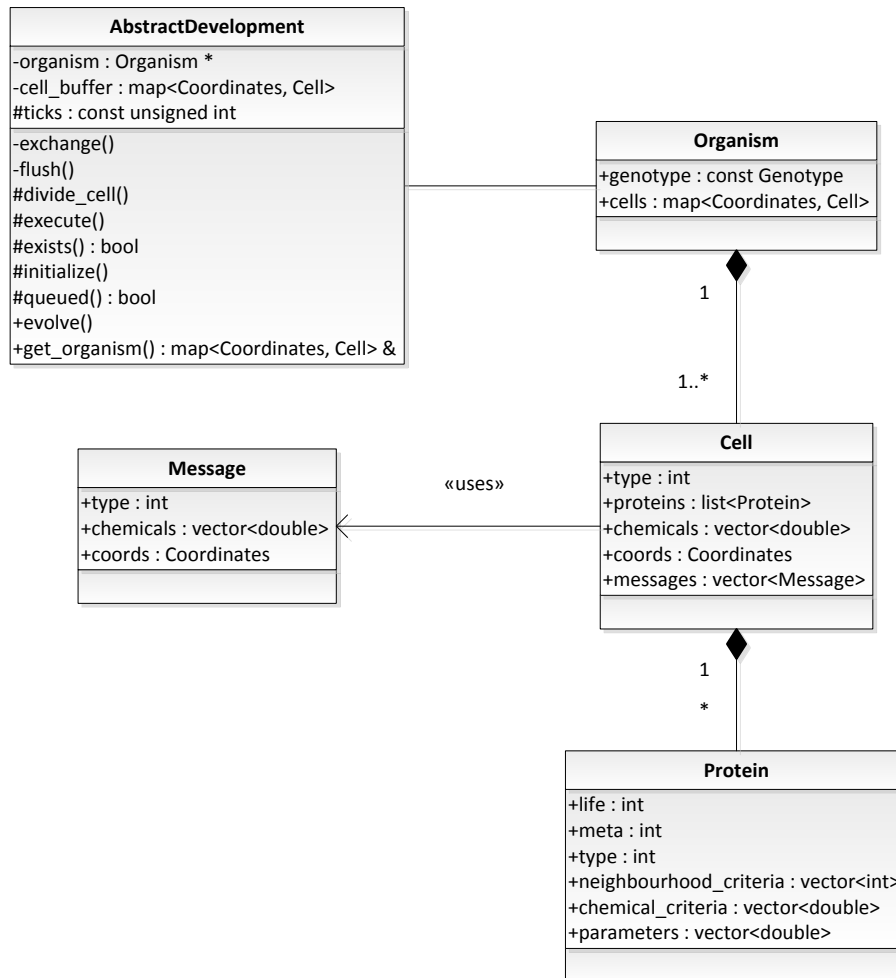 AbstractDevelopment
-organism : Organism *
-cell_buffer : map<Coordinates, Cell>
#ticks : const unsigned int
-exchange()
-flush()
#divide_cell()
#execute()
#exists() : bool
#initialize()
#queued() : bool
+evolve()
+get_organism() : map<Coordinates, Cell> &
Organism
+genotype : const Genotype
+cells : map<Coordinates, Cell>
1
1..*
Message
+type : int
+chemicals : vector<double>
+coords : Coordinates
«uses»
Cell
+type : int
+proteins : list<Protein>
+chemicals : vector<double>
+coords : Coordinates
+messages : vector<Message>
1
*
Protein
+life : int
+meta : int
+type : int
+neighbourhood_criteria : vector<int>
+chemical_criteria : vector<double>
+parameters : vector<double>